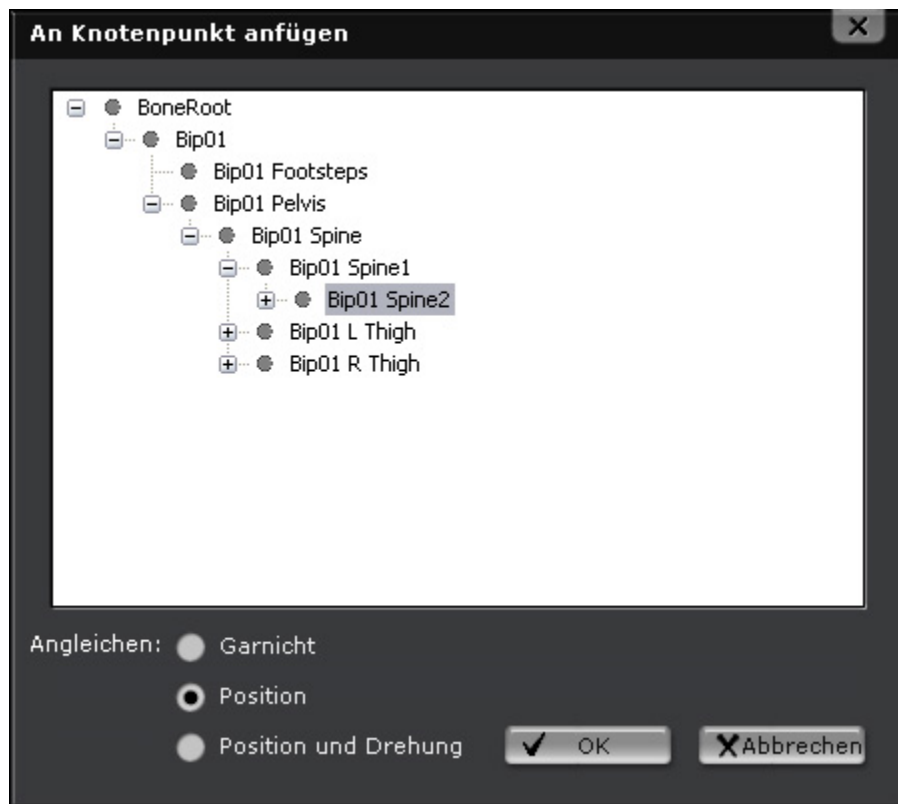 An Knotenpunkt anfügen
BoneRoot
Bip01
Bip01 Footsteps
Bip01 Pelvis
Bip01 Spine
Bip01 Spine1
Bip01 Spine2
Bip01 L Thigh
Bip01 R Thigh
Angleichen: Garnicht
Position
Position und Drehung OK Abbrechen